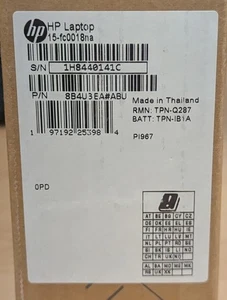 hp
HP Laptop
15-fc0018na
S/N
1H8440141C
P/N
8B4U3EA#ABU
1 97192 25398 4
Made in Thailand
RMN: TPN-Q287
BATT: TPN-IB1A
PI967
0PD